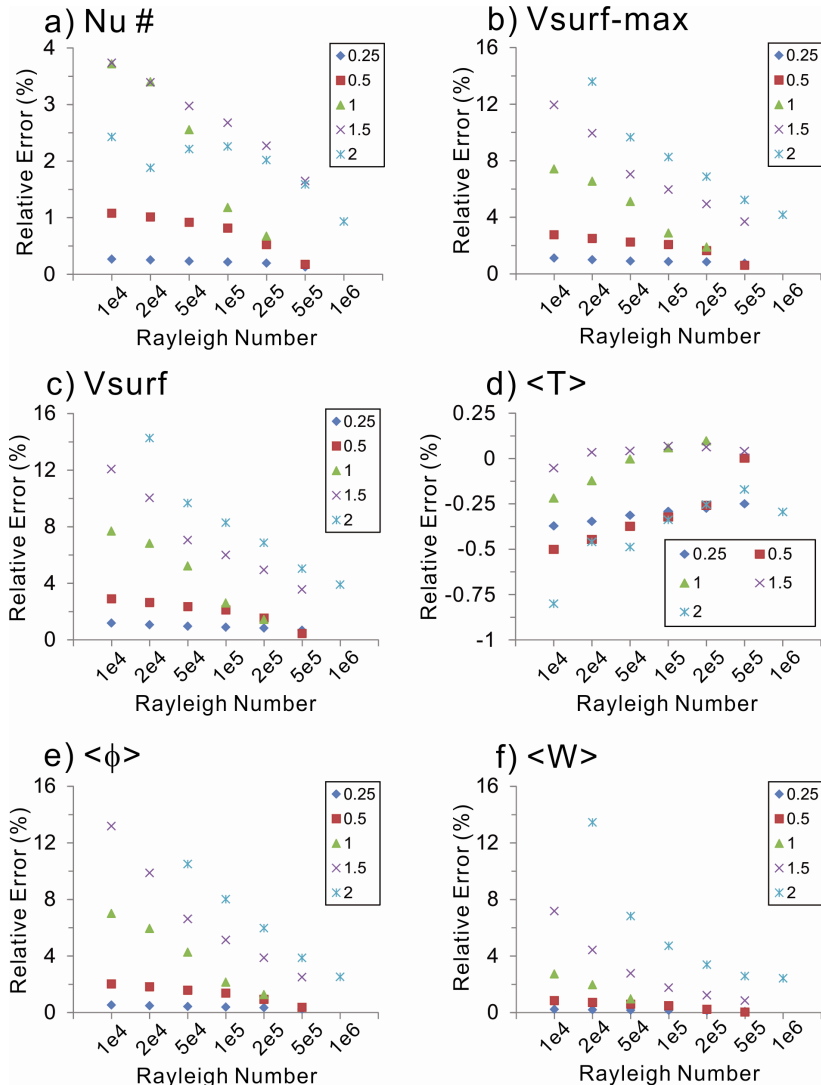 a) Nu #
4
3
2
1
0
Relative Error (%)
0.25
0.5
1
1.5
2
1e4
2e4
5e4
1e5
2e5
5e5
1e6
Rayleigh Number
b) Vsurf-max
16
12
8
4
0
Relative Error (%)
0.25
0.5
1
1.5
2
1e4
2e4
5e4
1e5
2e5
5e5
1e6
Rayleigh Number
c) Vsurf
16
12
8
4
0
Relative Error (%)
0.25
0.5
1
1.5
2
1e4
2e4
5e4
1e5
2e5
5e5
1e6
Rayleigh Number
d) <T>
0.25
0
-0.25
-0.5
-0.75
-1
Relative Error (%)
0.25 0.5
1 1.5
2
1e4
2e4
5e4
1e5
2e5
5e5
1e6
Rayleigh Number
e) <ϕ>
16
12
8
4
0
Relative Error (%)
0.25
0.5
1
1.5
2
1e4
2e4
5e4
1e5
2e5
5e5
1e6
Rayleigh Number
f) <W>
16
12
8
4
0
Relative Error (%)
0.25
0.5
1
1.5
2
1e4
2e4
5e4
1e5
2e5
5e5
1e6
Rayleigh Number